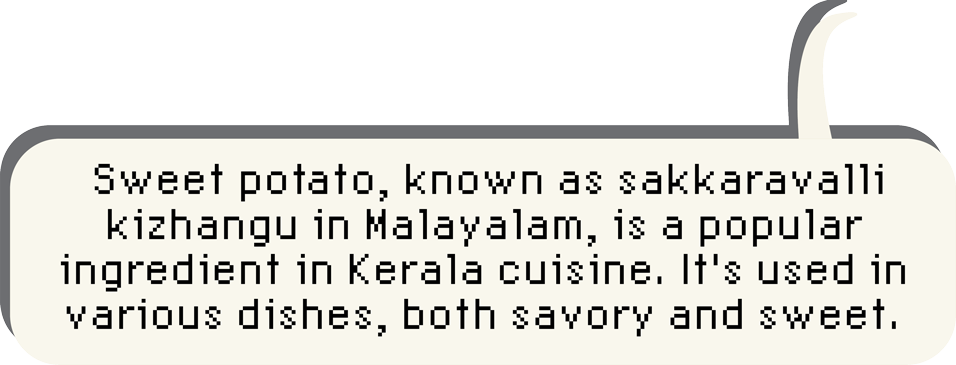 Sweet potato, known as sakkaravalli
kizhangu in Malayalam, is a popular
ingredient in Kerala cuisine. It's used in
various dishes, both savory and sweet.